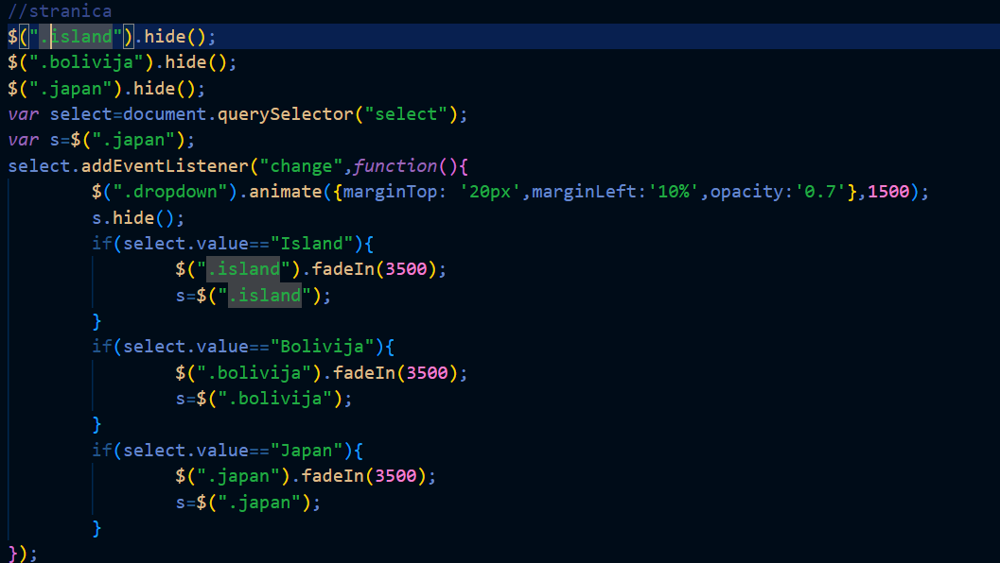 //stranica
$(".island").hide();
$(".bolivija").hide();
$(".japan").hide();
var select=document.querySelector("select");
var s=$(".japan");
select.addEventListener("change",function(){
        $(".dropdown").animate({marginTop: '20px',marginLeft:'10%',opacity:'0.7'},1500);
        s.hide();
        if(select.value=="Island"){
                $(".island").fadeIn(3500);
                s=$(".island");
        }
        if(select.value=="Bolivija"){
                $(".bolivija").fadeIn(3500);
                s=$(".bolivija");
        }
        if(select.value=="Japan"){
                $(".japan").fadeIn(3500);
                s=$(".japan");
        }
});